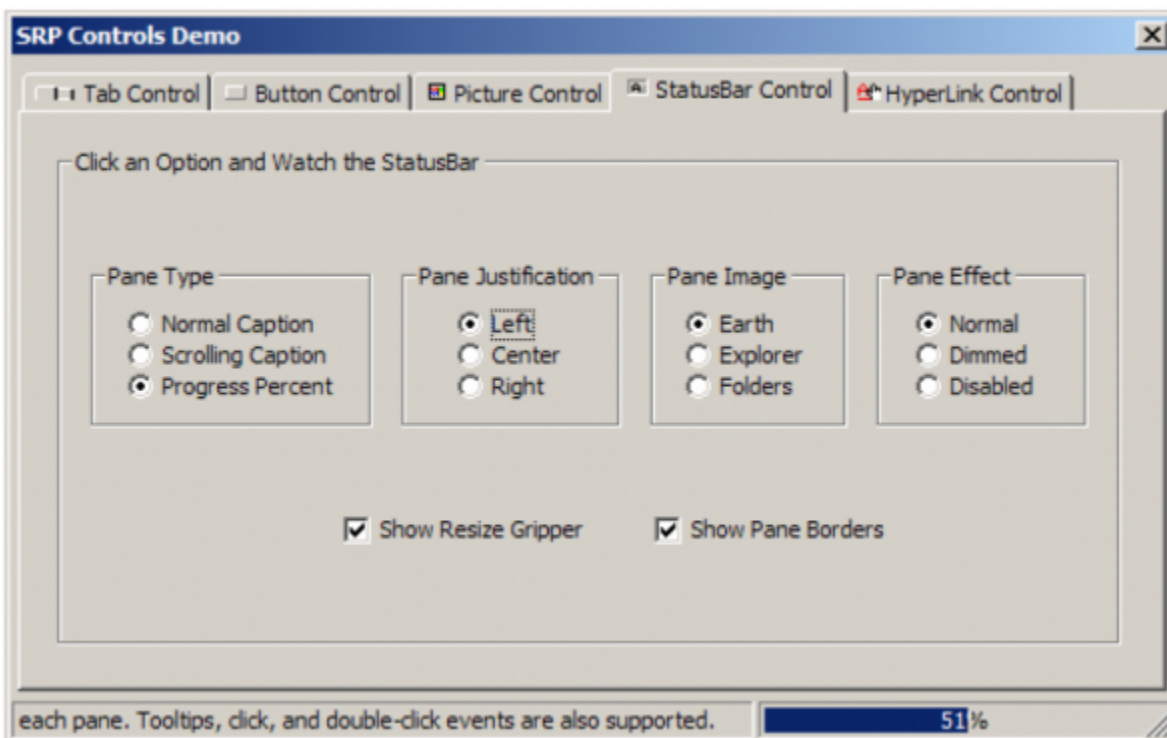 SRP Controls Demo
Tab Control Button Control Picture Control StatusBar Control HyperLink Control
Click an Option and Watch the StatusBar
Pane Type Pane Justification Pane Image Pane Effect
Normal Caption Left Earth Normal
Scrolling Caption Center Explorer Dimmed
Progress Percent Right Folders Disabled
Show Resize Gripper Show Pane Borders
each pane. Tooltips, click, and double-click events are also supported. 51%